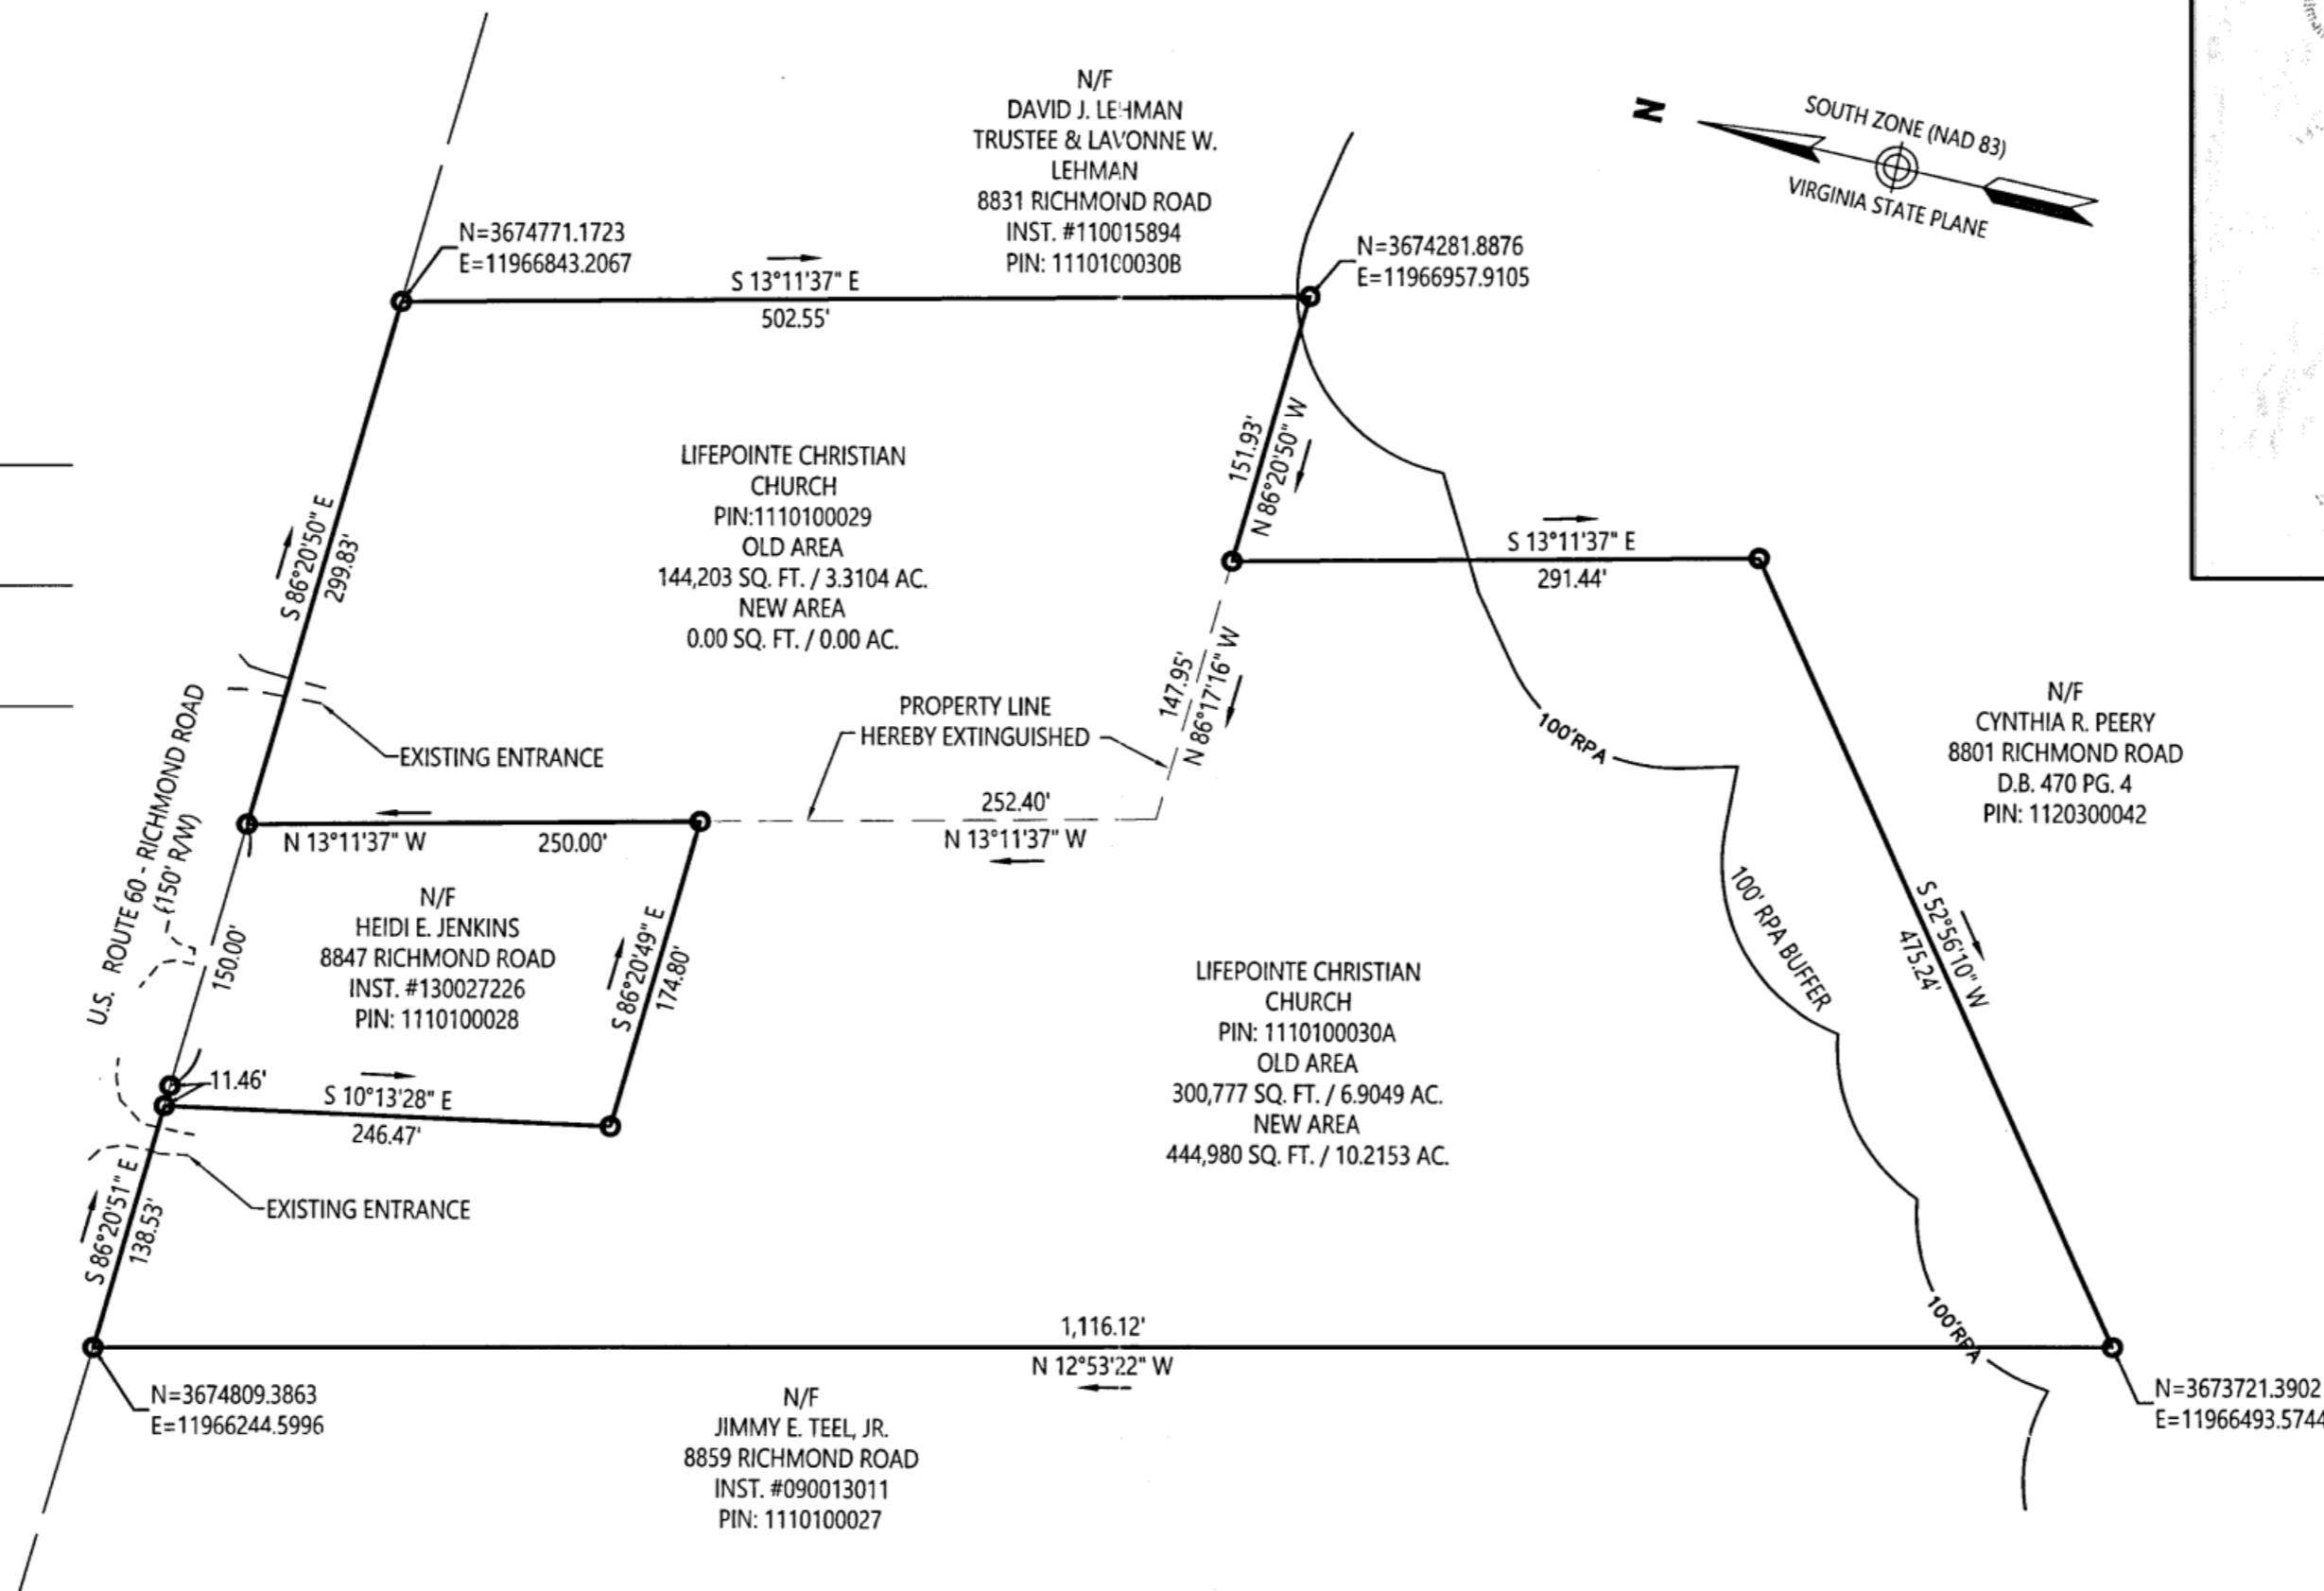 N/F
DAVID J. LEHMAN
TRUSTEE & LAVONNE W.
LEHMAN
8831 RICHMOND ROAD
INST. #110015894
PIN: 1110100030B
N
SOUTH ZONE (NAD 83)
VIRGINIA STATE PLANE
N=3674771.1723
E=11966843.2067
S 13°11'37" E
502.55'
N=3674281.8876
E=11966957.9105
151.93'
N 86°20'50" W
S 86°20'50" E
299.83'
LIFEPOINTE CHRISTIAN
CHURCH
PIN:1110100029
OLD AREA
144,203 SQ. FT. / 3.3104 AC.
NEW AREA
0.00 SQ. FT. / 0.00 AC.
S 13°11'37" E
291.44'
147.95'
N 86°17'16" W
PROPERTY LINE
HEREBY EXTINGUISHED
EXISTING ENTRANCE
100'RPA
N/F
CYNTHIA R. PEERY
8801 RICHMOND ROAD
D.B. 470 PG. 4
PIN: 1120300042
U.S. ROUTE 60 - RICHMOND ROAD
(150' R/W)
N 13°11'37" W
250.00'
252.40'
N 13°11'37" W
150.00'
N/F
HEIDI E. JENKINS
8847 RICHMOND ROAD
INST. #130027226
PIN: 1110100028
S 86°20'49" E
174.80'
100' RPA BUFFER
S 52°56'10" W
475.24'
11.46'
S 10°13'28" E
246.47'
LIFEPOINTE CHRISTIAN
CHURCH
PIN: 1110100030A
OLD AREA
300,777 SQ. FT. / 6.9049 AC.
NEW AREA
444,980 SQ. FT. / 10.2153 AC.
S 86°20'51" E
138.53'
EXISTING ENTRANCE
100'RPA
1,116.12'
N 12°53'22" W
N=3674809.3863
E=11966244.5996
N/F
JIMMY E. TEEL, JR.
8859 RICHMOND ROAD
INST. #090013011
PIN: 1110100027
N=3673721.3902
E=11966493.5744